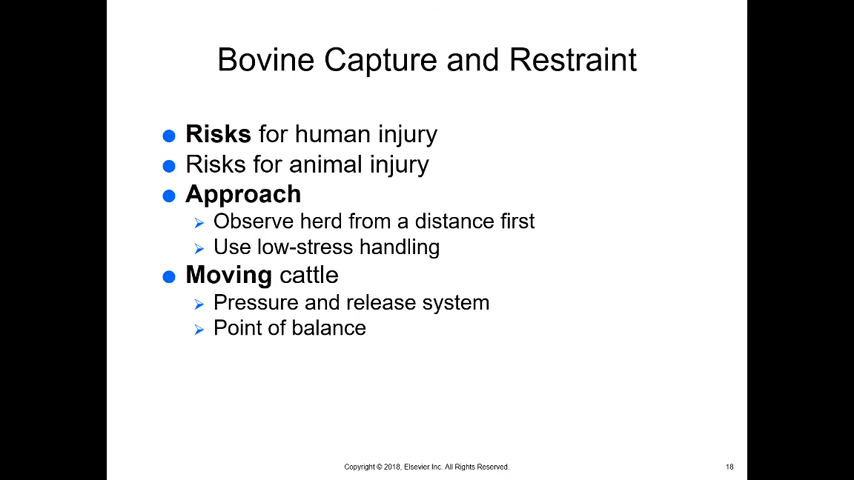 Bovine Capture and Restraint
Risks for human injury
Risks for animal injury
Approach
Observe herd from a distance first
Use low-stress handling
Moving cattle
Pressure and release system
Point of balance
Copyright © 2018, Elsevier Inc. All Rights Reserved.
18